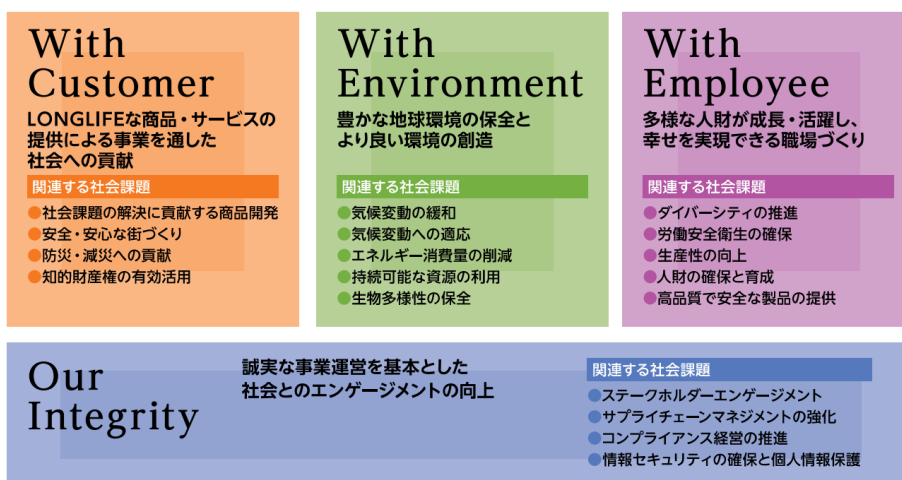 With
Customer
LONGLIFEな商品・サービスの
提供による事業を通した
社会への貢献
関連する社会課題
●社会課題の解決に貢献する商品開発
●安全・安心な街づくり
●防災・減災への貢献
●知的財産権の有効活用
With
Environment
豊かな地球環境の保全と
より良い環境の創造
関連する社会課題
●気候変動の緩和
●気候変動への適応
●エネルギー消費量の削減
●持続可能な資源の利用
●生物多様性の保全
With
Employee
多様な人財が成長・活躍し、
幸せを実現できる職場づくり
関連する社会課題
●ダイバーシティの推進
●労働安全衛生の確保
●生産性の向上
●人財の確保と育成
●高品質で安全な製品の提供
Our
Integrity
誠実な事業運営を基本とした
社会とのエンゲージメントの向上
関連する社会課題
●ステークホルダーエンゲージメント
●サプライチェーンマネジメントの強化
●コンプライアンス経営の推進
●情報セキュリティの確保と個人情報保護